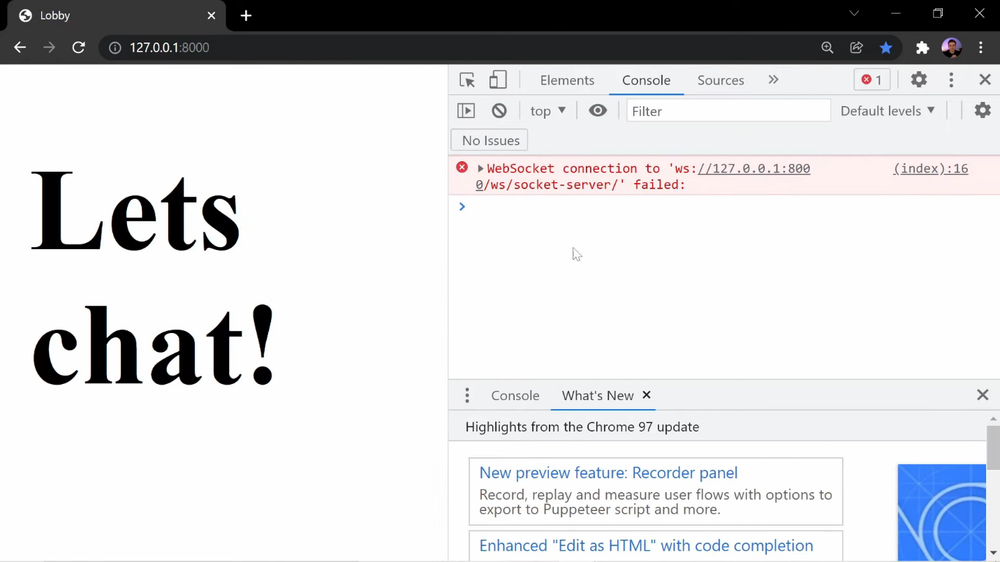 Lobby
127.0.0.1:8000
Lets
chat!
Elements
Console
Sources
1
top
Filter
Default levels
No Issues
WebSocket connection to 'ws://127.0.0.1:800
(index):16
0/ws/socket-server/' failed:
Console
What's New
Highlights from the Chrome 97 update
New preview feature: Recorder panel
Record, replay and measure user flows with options to
export to Puppeteer script and more.
Enhanced "Edit as HTML" with code completion